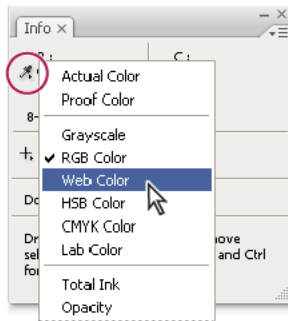 Info ×
C:
Actual Color
Proof Color
8-
Grayscale
✔ RGB Color
Web Color
HSB Color
CMYK Color
Lab Color
Total Ink
Opacity
Do
Dr
sel
for
and Ctrl